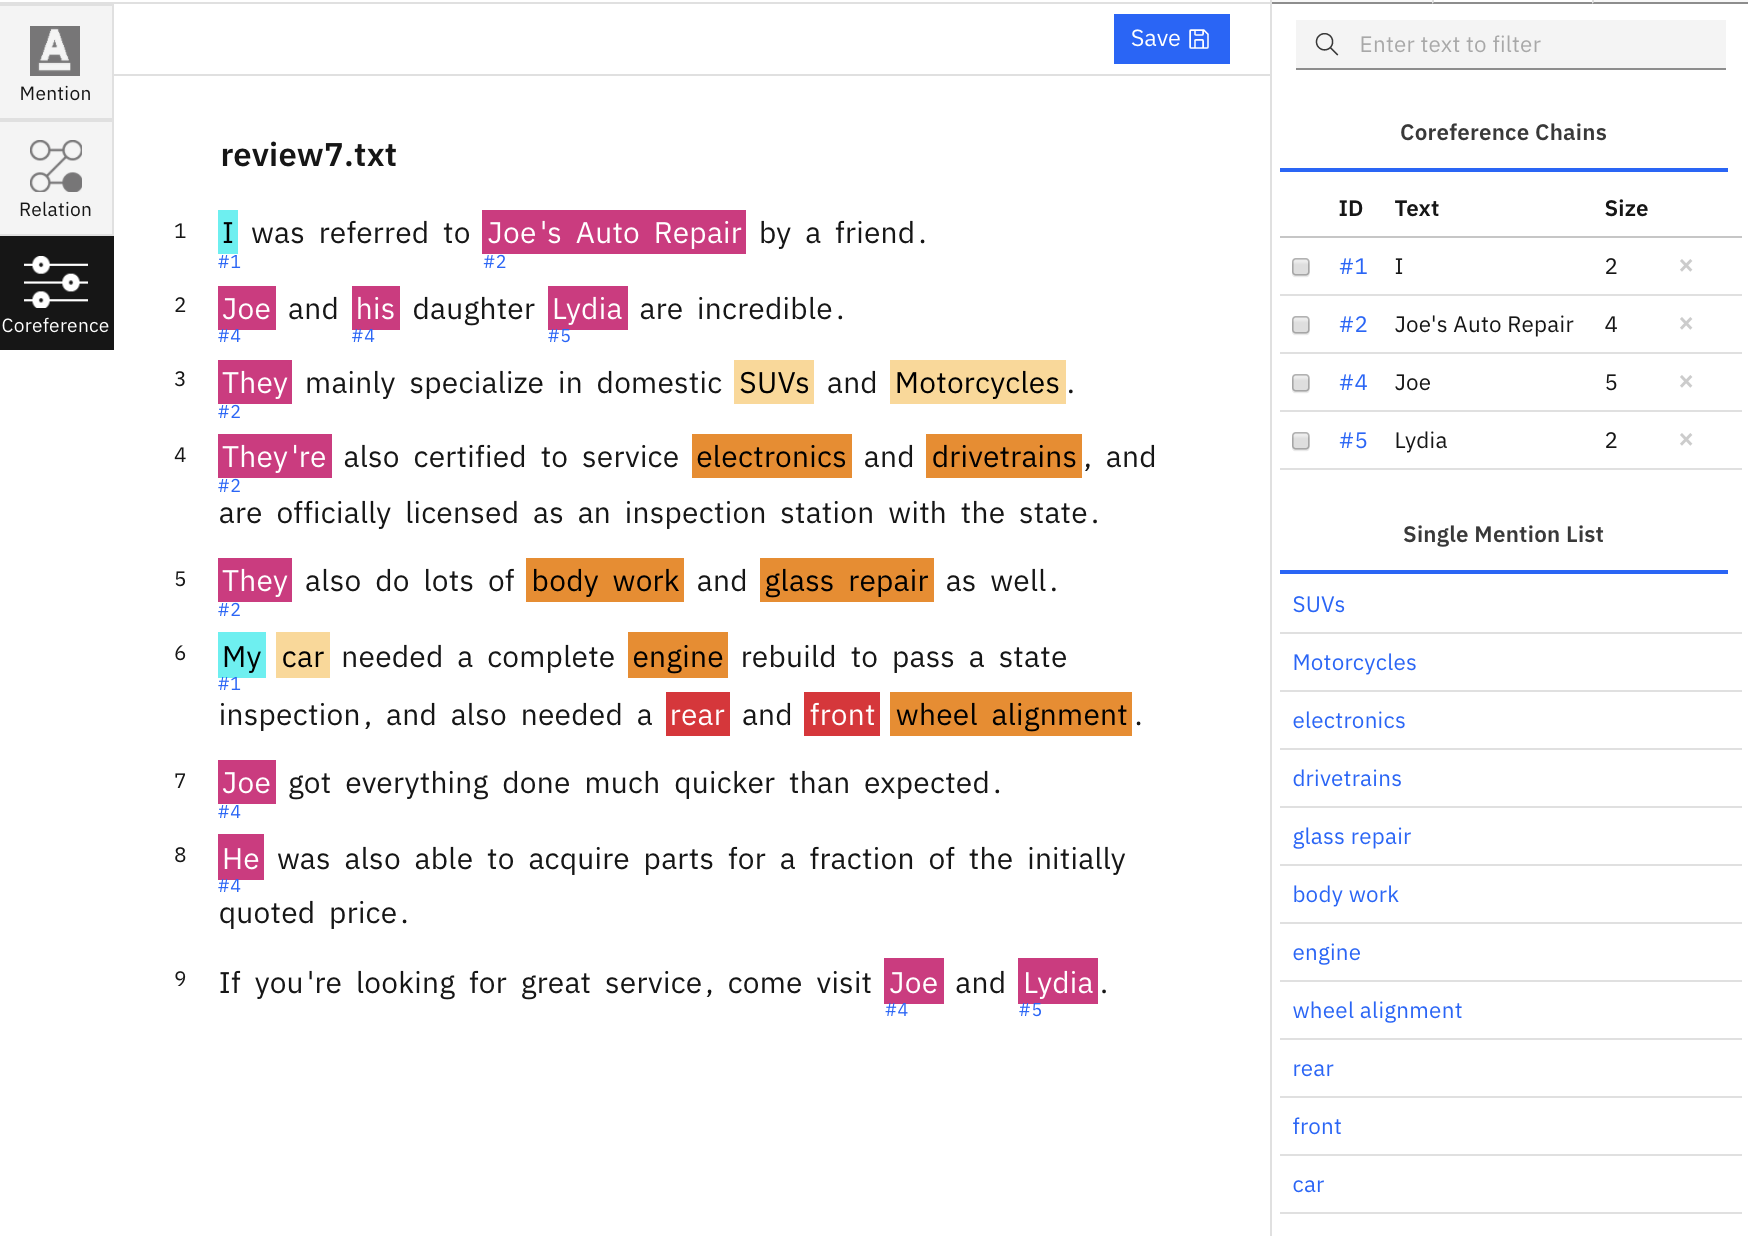 Mention
Relation
Coreference
Save
review7.txt
1 I was referred to Joe's Auto Repair by a friend.
#1 #2
2 Joe and his daughter Lydia are incredible.
#4 #4 #5
3 They mainly specialize in domestic SUVs and Motorcycles.
#2
4 They're also certified to service electronics and drivetrains, and
#2
are officially licensed as an inspection station with the state.
5 They also do lots of body work and glass repair as well.
#2
6 My car needed a complete engine rebuild to pass a state
#1
inspection, and also needed a rear and front wheel alignment.
7 Joe got everything done much quicker than expected.
#4
8 He was also able to acquire parts for a fraction of the initially
#4
quoted price.
9 If you're looking for great service, come visit Joe and Lydia.
#4 #5
Enter text to filter
Coreference Chains
ID Text Size
#1 I 2 ×
#2 Joe's Auto Repair 4 ×
#4 Joe 5 ×
#5 Lydia 2 ×
Single Mention List
SUVs
Motorcycles
electronics
drivetrains
glass repair
body work
engine
wheel alignment
rear
front
car